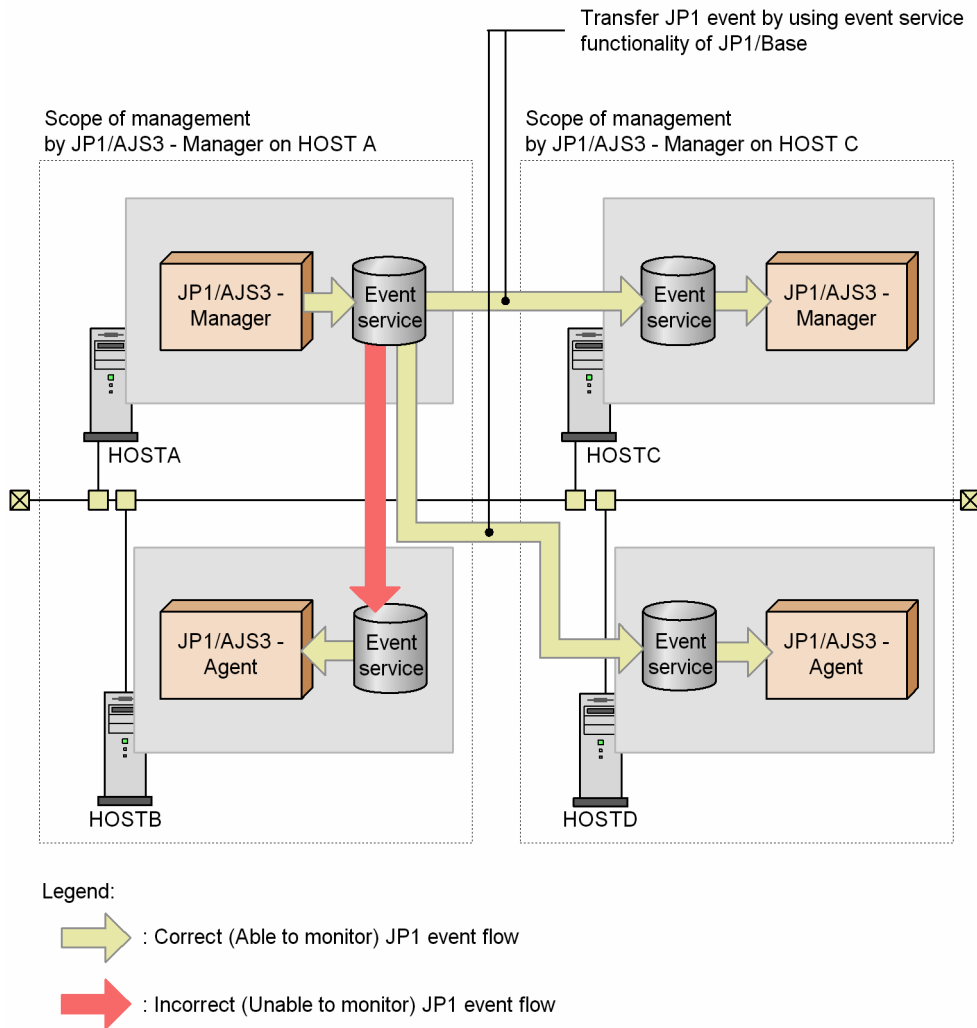 Transfer JP1 event by using event service
functionality of JP1/Base
Scope of management
by JP1/AJS3 - Manager on HOST A
Scope of management
by JP1/AJS3 - Manager on HOST C
JP1/AJS3 -
Manager
Event
service
Event
service
JP1/AJS3 -
Manager
HOSTA
HOSTC
JP1/AJS3 -
Agent
Event
service
Event
service
JP1/AJS3 -
Agent
HOSTB
HOSTD
Legend:
: Correct (Able to monitor) JP1 event flow
: Incorrect (Unable to monitor) JP1 event flow